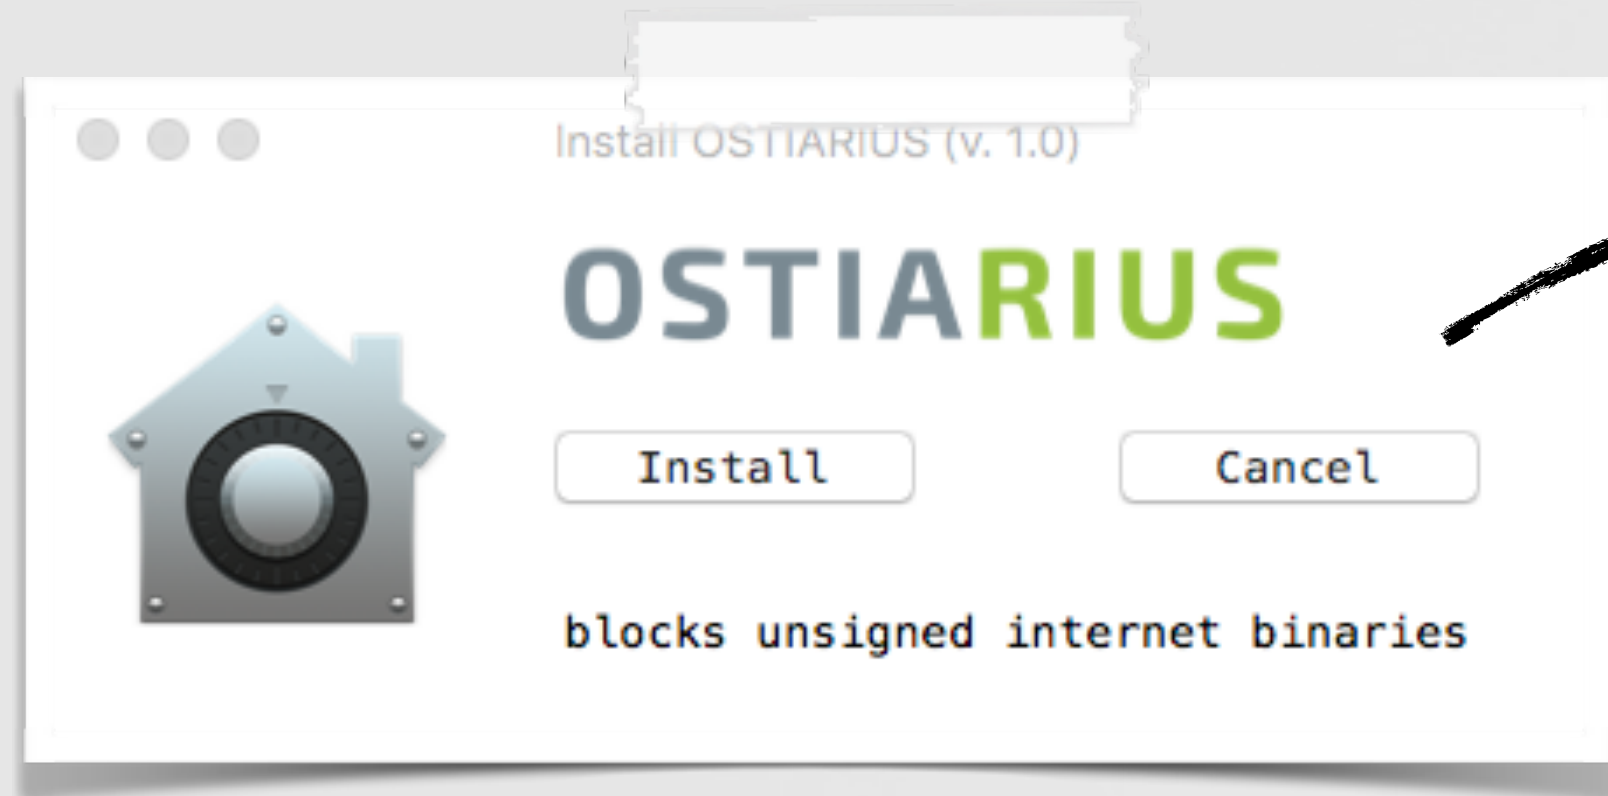 Install OSTIARIUS (v. 1.0)
OSTIARIUS
Install Cancel
blocks unsigned internet binaries